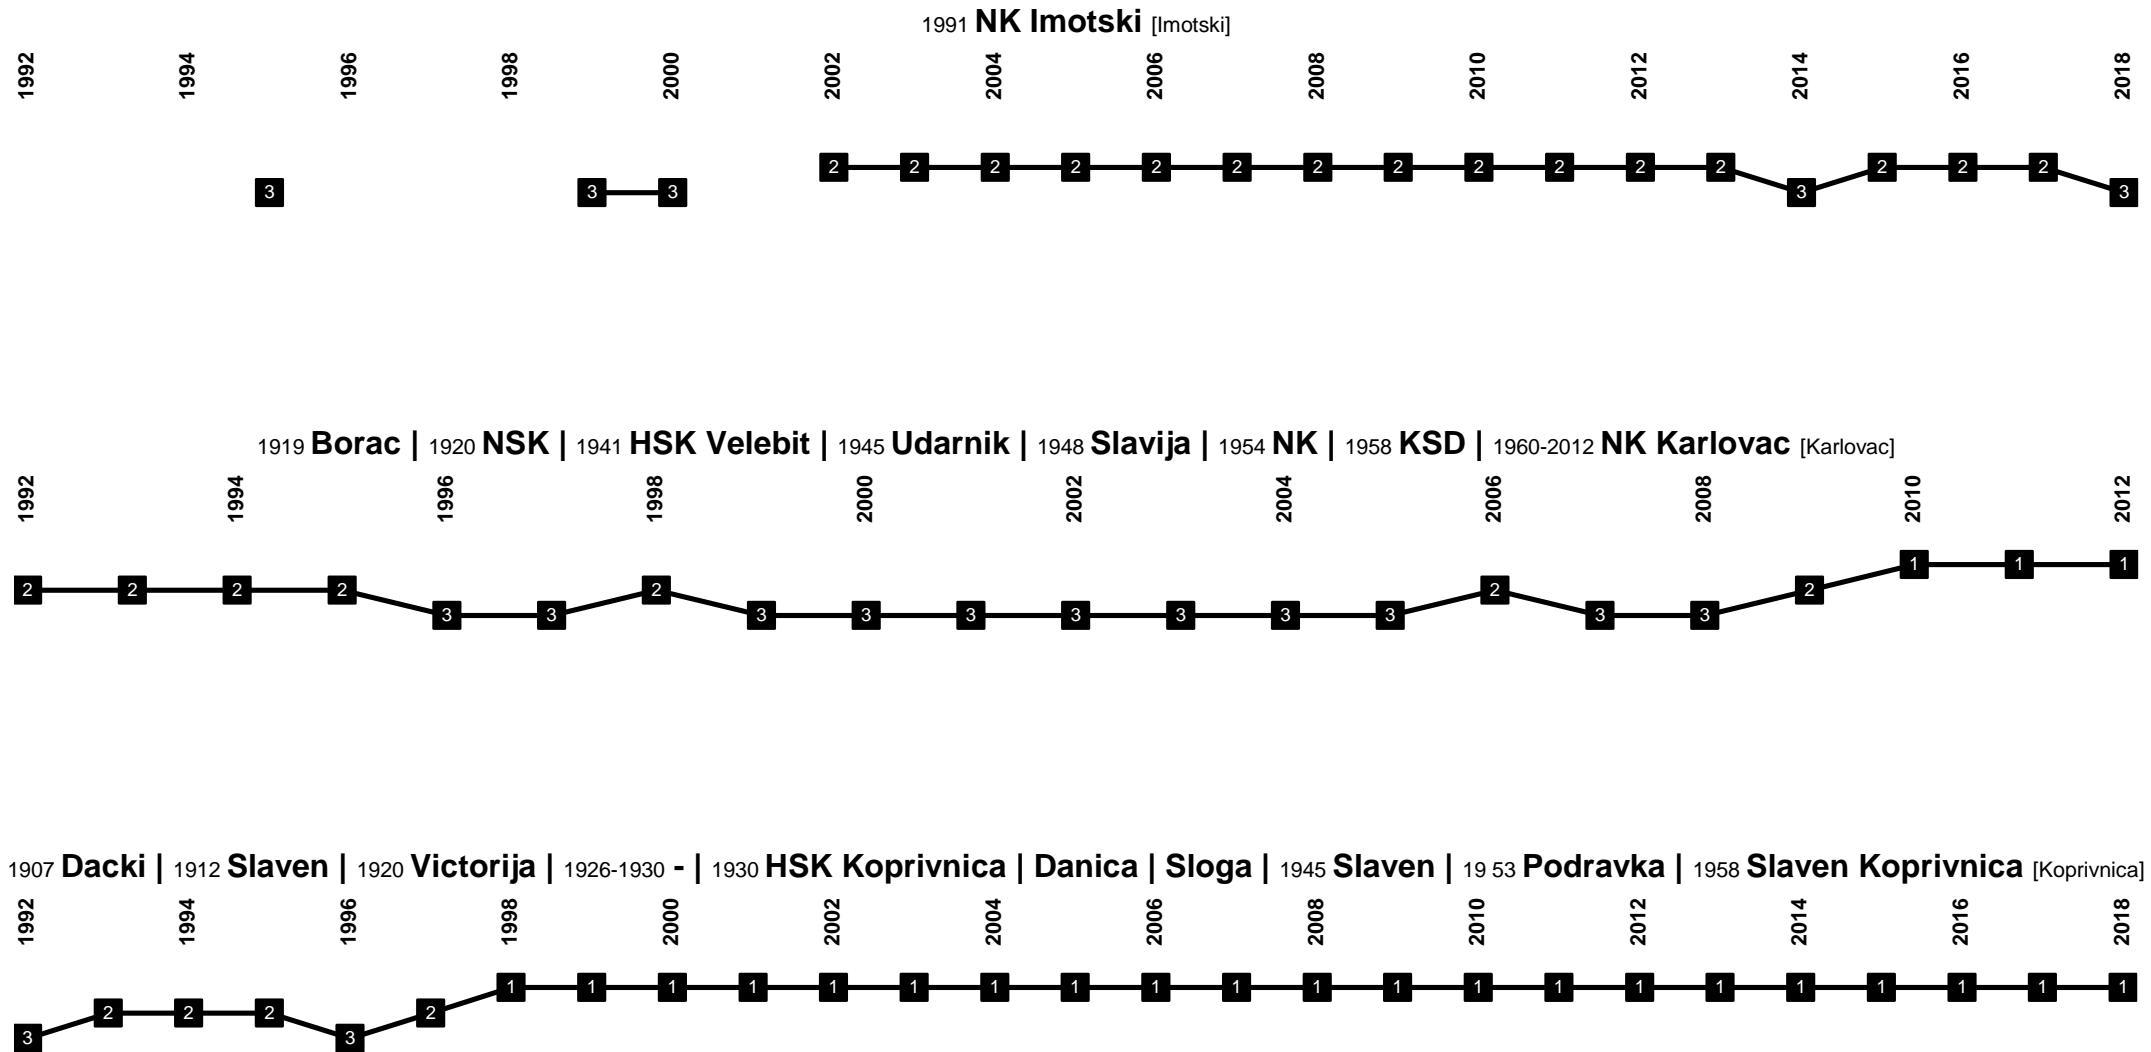 1991 NK Imotski [Imotski]
1992 1994 1996 1998 2000 2002 2004 2006 2008 2010 2012 2014 2016 2018
2 2 2 2 2 2 2 2 2 2 2 2 2 2 2
3 3 3 3 3
1919 Borac | 1920 NSK | 1941 HSK Velebit | 1945 Udarnik | 1948 Slavija | 1954 NK | 1958 KSD | 1960-2012 NK Karlovac [Karlovac]
1992 1994 1996 1998 2000 2002 2004 2006 2008 2010 2012
1 1 1
2 2 2 2 2 2 2
3 3 3 3 3 3 3 3 3 3 3
1907 Dacki | 1912 Slaven | 1920 Victorija | 1926-1930 - | 1930 HSK Koprivnica | Danica | Sloga | 1945 Slaven | 19 53 Podravka | 1958 Slaven Koprivnica [Koprivnica]
1992 1994 1996 1998 2000 2002 2004 2006 2008 2010 2012 2014 2016 2018
1 1 1 1 1 1 1 1 1 1 1 1 1 1 1 1 1 1 1 1 1
2 2 2 2
3 3